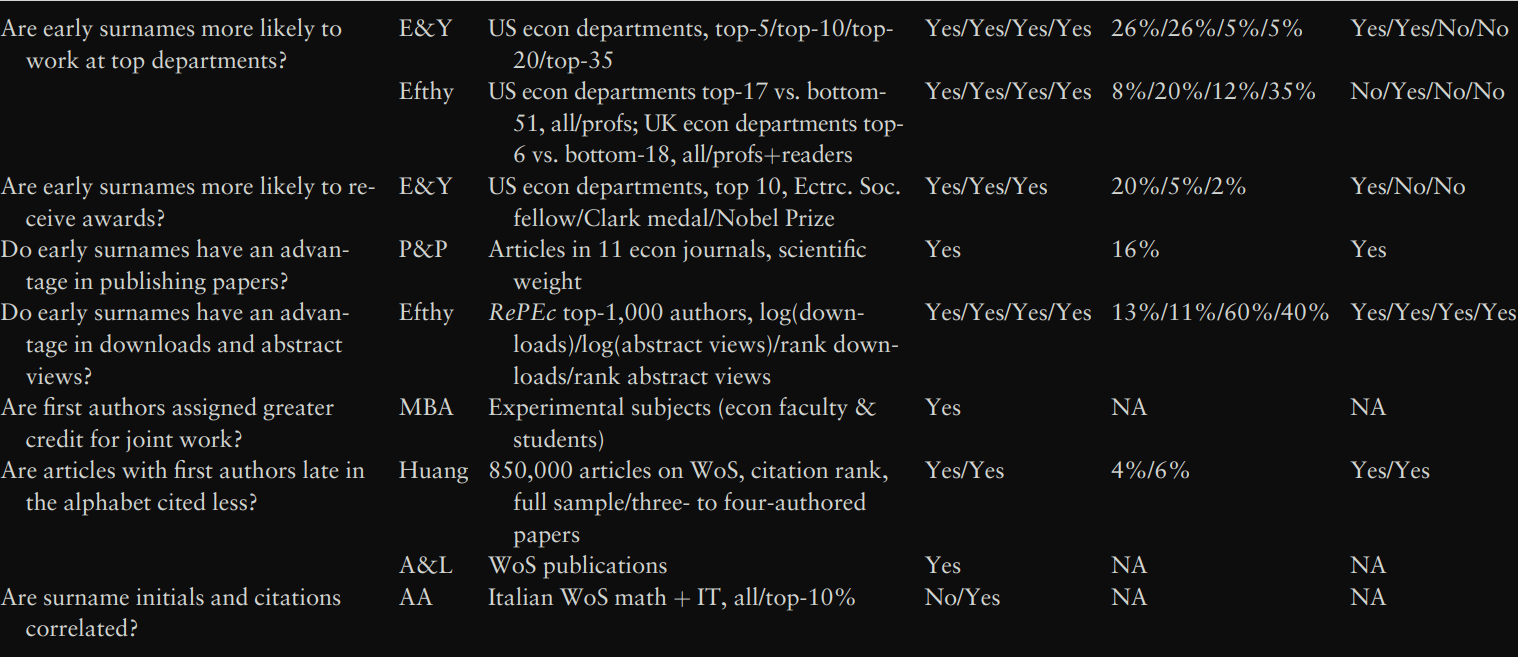 Are early surnames more likely to E&Y US econ departments, top-5/top-10/top- Yes/Yes/Yes/Yes 26%/26%/5%/5% Yes/Yes/No/No
work at top departments? 20/top-35
Efthy US econ departments top-17 vs. bottom- Yes/Yes/Yes/Yes 8%/20%/12%/35% No/Yes/No/No
51, all/profs; UK econ departments top-
6 vs. bottom-18, all/profs+readers
Are early surnames more likely to re- E&Y US econ departments, top 10, Ectrc. Soc. Yes/Yes/Yes 20%/5%/2% Yes/No/No
ceive awards? fellow/Clark medal/Nobel Prize
Do early surnames have an advan- P&P Articles in 11 econ journals, scientific Yes 16% Yes
tage in publishing papers? weight
Do early surnames have an advan- Efthy RePEc top-1,000 authors, log(down- Yes/Yes/Yes/Yes 13%/11%/60%/40% Yes/Yes/Yes/Yes
tage in downloads and abstract loads)/log(abstract views)/rank down-
views? loads/rank abstract views
Are first authors assigned greater MBA Experimental subjects (econ faculty & Yes NA NA
credit for joint work? students)
Are articles with first authors late in Huang 850,000 articles on WoS, citation rank, Yes/Yes 4%/6% Yes/Yes
the alphabet cited less? full sample/three- to four-authored
papers
A&L WoS publications Yes NA NA
Are surname initials and citations AA Italian WoS math + IT, all/top-10% No/Yes NA NA
correlated?